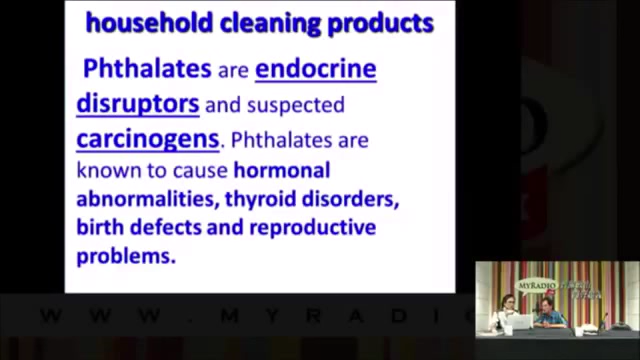 household cleaning products
Phthalates are endocrine
disruptors and suspected
carcinogens. Phthalates are
known to cause hormonal
abnormalities, thyroid disorders,
birth defects and reproductive
problems.
MYRADIO
WWW.MYRADIO